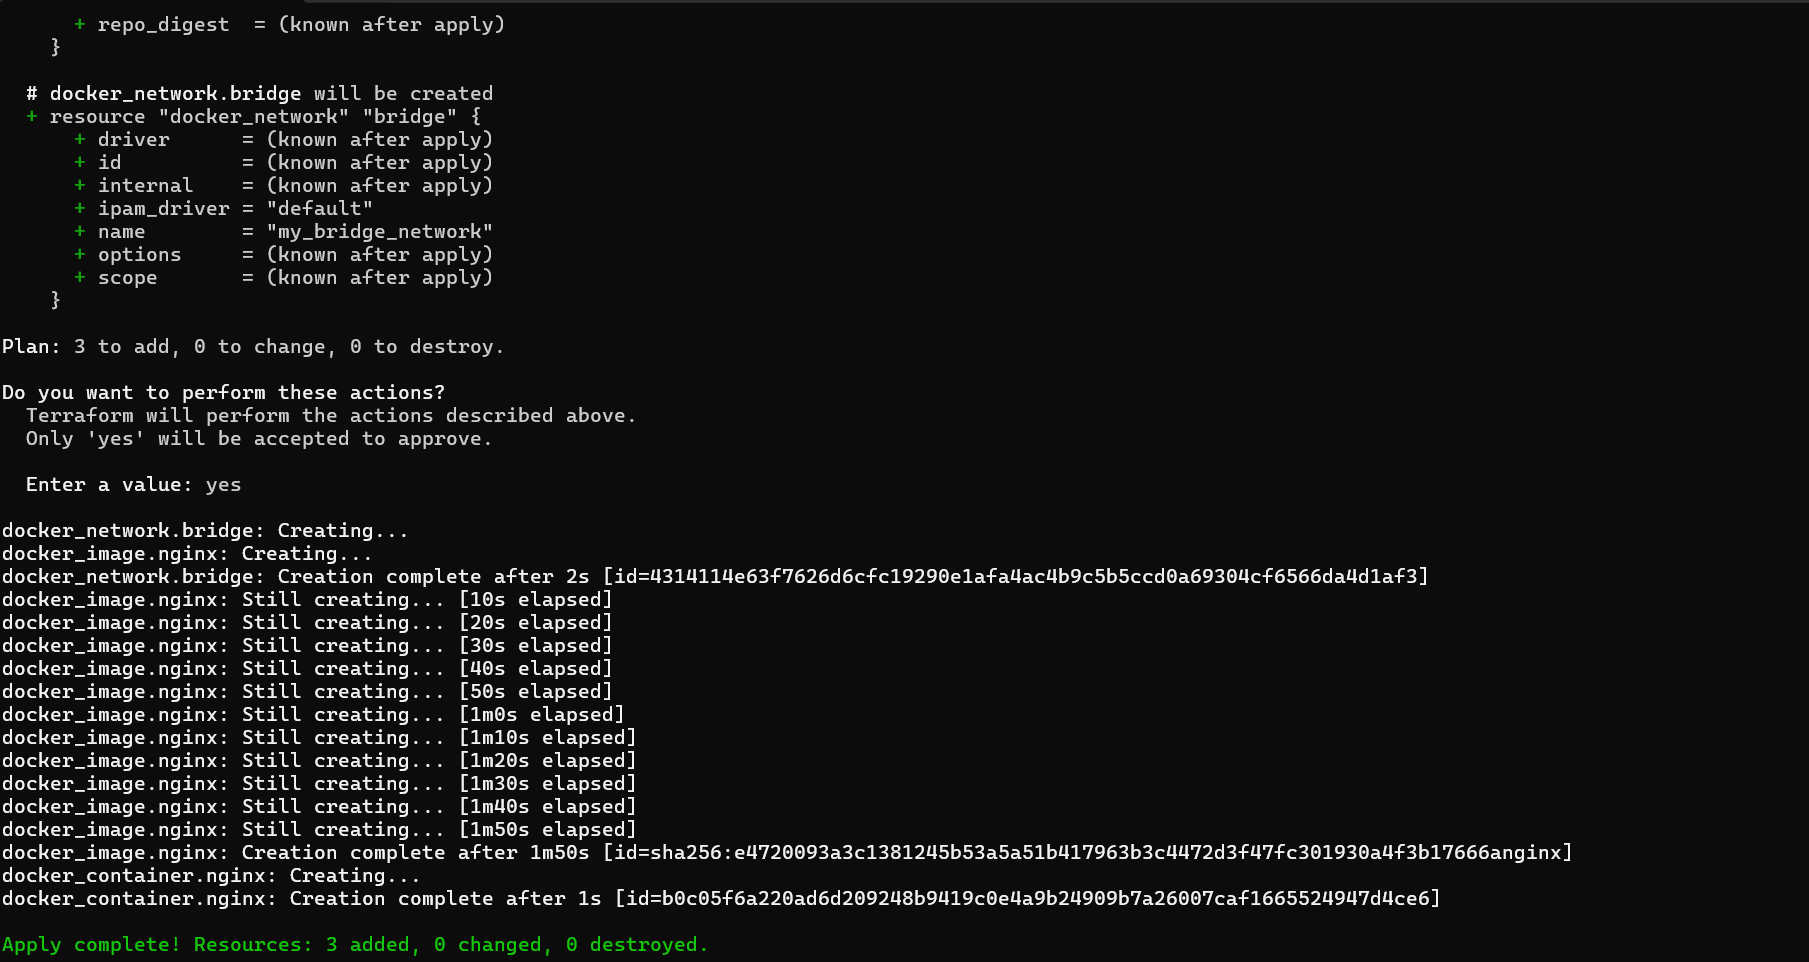 + repo_digest  = (known after apply)
    }

  # docker_network.bridge will be created
  + resource "docker_network" "bridge" {
      + driver      = (known after apply)
      + id          = (known after apply)
      + internal    = (known after apply)
      + ipam_driver = "default"
      + name        = "my_bridge_network"
      + options     = (known after apply)
      + scope       = (known after apply)
    }

Plan: 3 to add, 0 to change, 0 to destroy.

Do you want to perform these actions?
  Terraform will perform the actions described above.
  Only 'yes' will be accepted to approve.

  Enter a value: yes

docker_network.bridge: Creating...
docker_image.nginx: Creating...
docker_network.bridge: Creation complete after 2s [id=4314114e63f7626d6cfc19290e1afa4ac4b9c5b5ccd0a69304cf6566da4d1af3]
docker_image.nginx: Still creating... [10s elapsed]
docker_image.nginx: Still creating... [20s elapsed]
docker_image.nginx: Still creating... [30s elapsed]
docker_image.nginx: Still creating... [40s elapsed]
docker_image.nginx: Still creating... [50s elapsed]
docker_image.nginx: Still creating... [1m0s elapsed]
docker_image.nginx: Still creating... [1m10s elapsed]
docker_image.nginx: Still creating... [1m20s elapsed]
docker_image.nginx: Still creating... [1m30s elapsed]
docker_image.nginx: Still creating... [1m40s elapsed]
docker_image.nginx: Still creating... [1m50s elapsed]
docker_image.nginx: Creation complete after 1m50s [id=sha256:e4720093a3c1381245b53a5a51b417963b3c4472d3f47fc301930a4f3b17666anginx]
docker_container.nginx: Creating...
docker_container.nginx: Creation complete after 1s [id=b0c05f6a220ad6d209248b9419c0e4a9b24909b7a26007caf1665524947d4ce6]

Apply complete! Resources: 3 added, 0 changed, 0 destroyed.